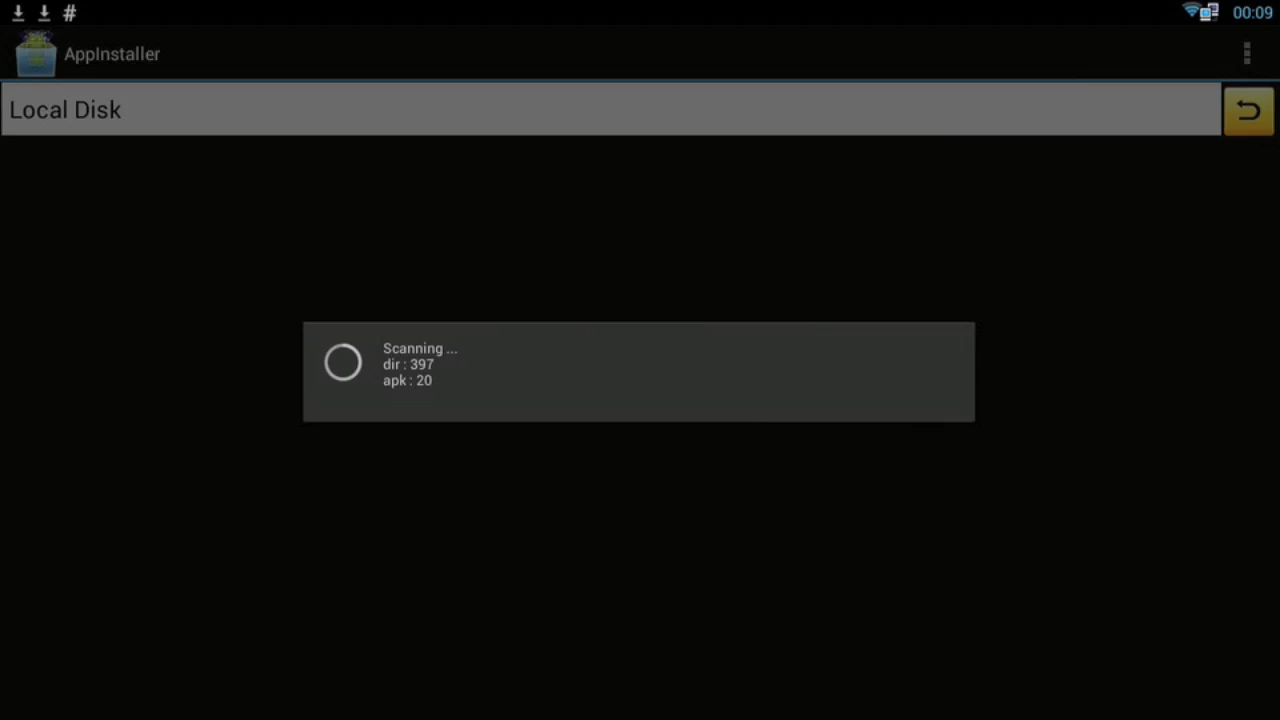 #
00:09
AppInstaller
Local Disk
Scanning ...
dir : 397
apk : 20